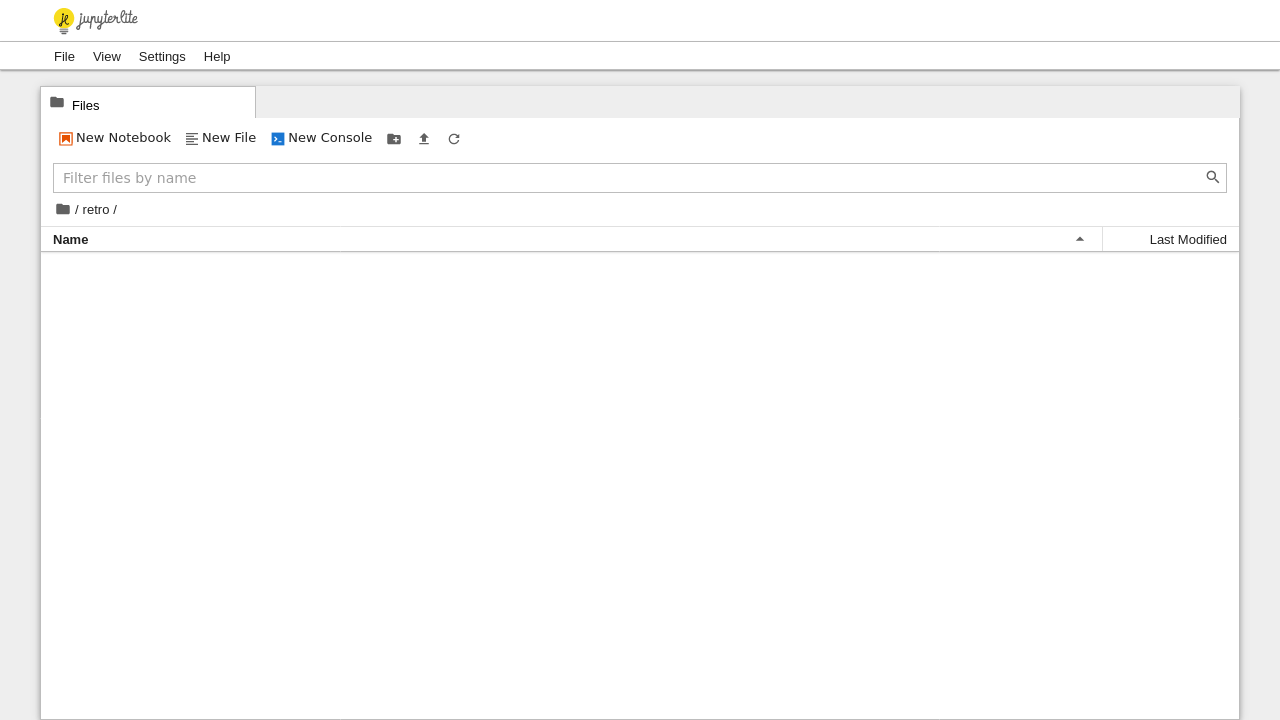 jupyterlite
File View Settings Help
Files
New Notebook New File New Console
Filter files by name
/ retro /
Name Last Modified